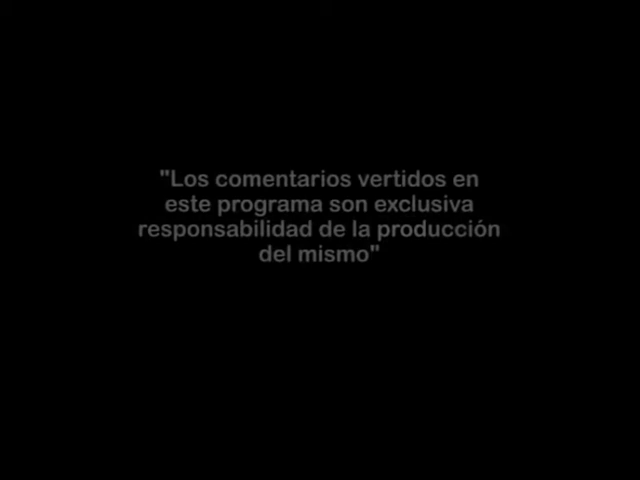 "Los comentarios vertidos en
este programa son exclusiva
responsabilidad de la producción
del mismo"